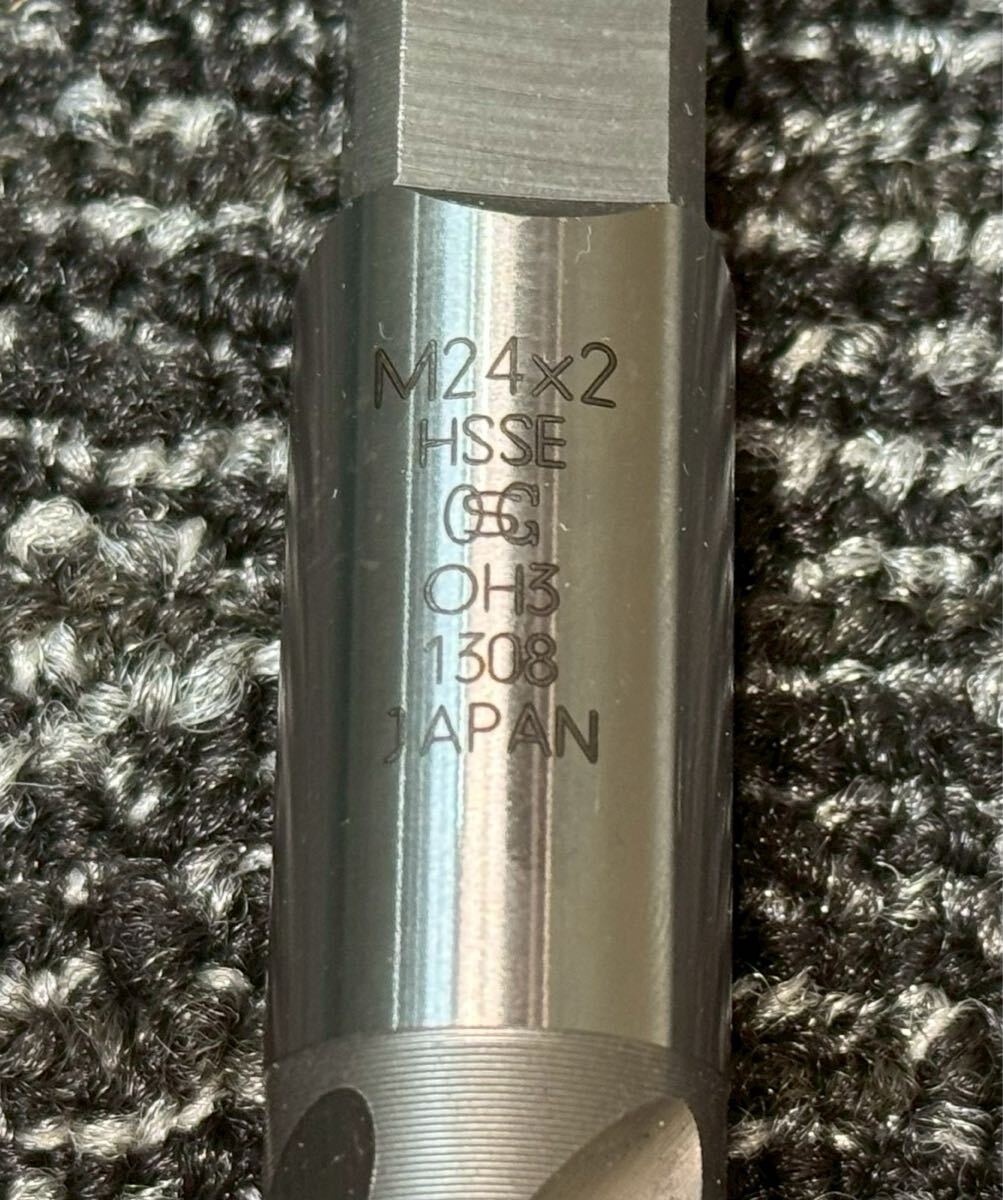 M24x2
HSSE
OSG
OH3
1308
JAPAN